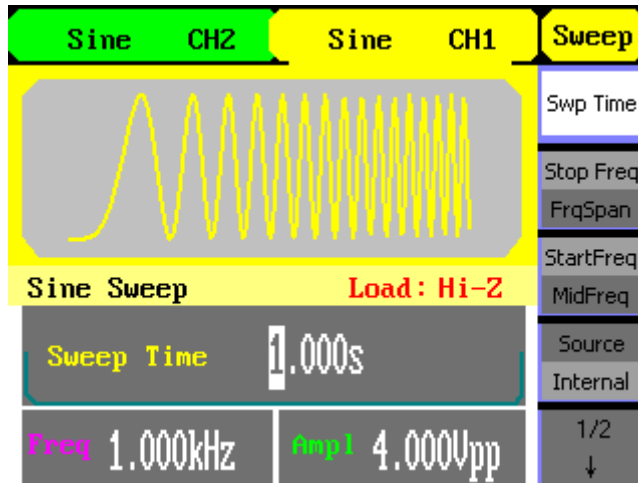 Sine CH2 Sine CH1 Sweep
Swp Time
Stop Freq
FrqSpan
StartFreq
MidFreq
Sine Sweep Load: Hi-Z
Source
Internal
Sweep Time 1.000s
1/2
↓
Freq 1.000kHz Ampl 4.000Vpp